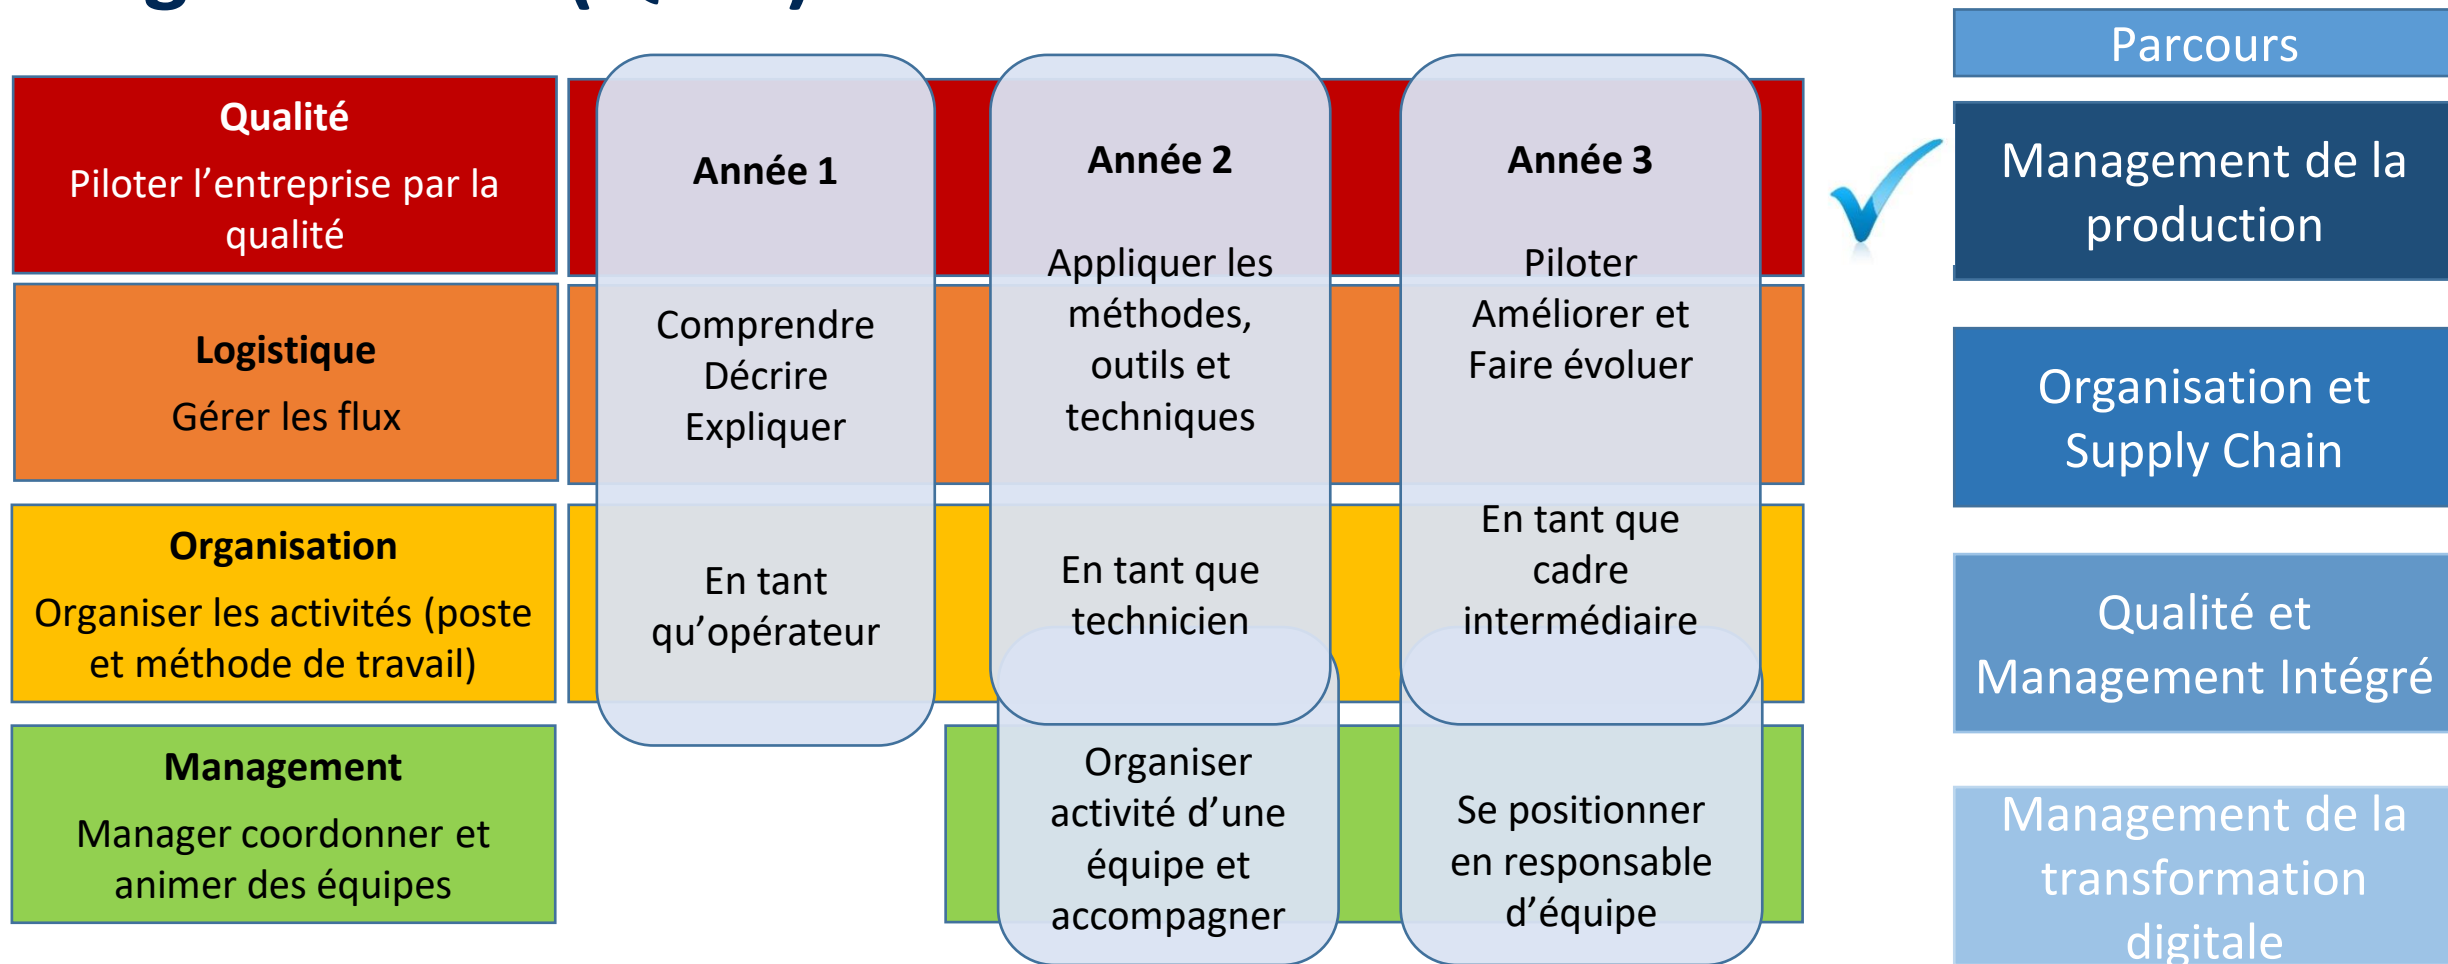 Qualité
Piloter l’entreprise par la
qualité
Logistique
Gérer les flux
Organisation
Organiser les activités (poste
et méthode de travail)
Management
Manager coordonner et
animer des équipes
Année 1
Comprendre
Décrire
Expliquer
En tant
qu’opérateur
Année 2
Appliquer les
méthodes,
outils et
techniques
En tant que
technicien
Organiser
activité d’une
équipe et
accompagner
Année 3
Piloter
Améliorer et
Faire évoluer
En tant que
cadre
intermédiaire
Se positionner
en responsable
d’équipe
Parcours
Management de la
production
Organisation et
Supply Chain
Qualité et
Management Intégré
Management de la
transformation
digitale